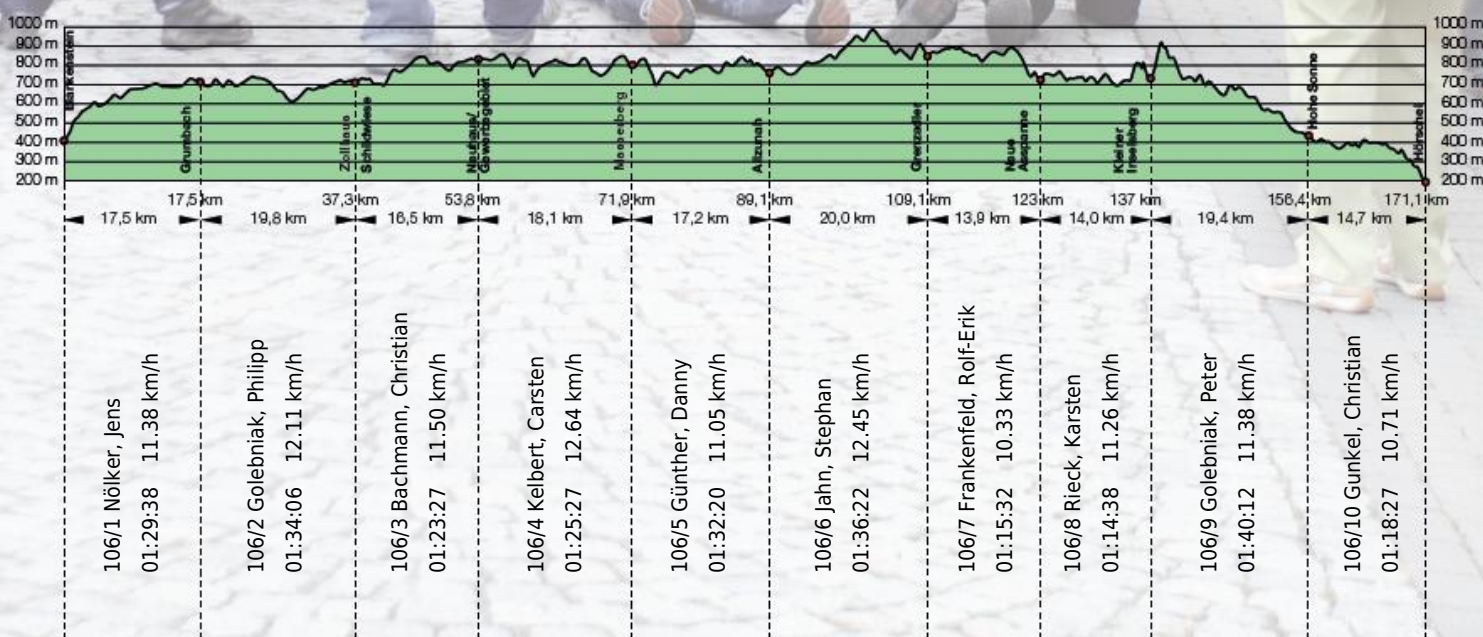 1000 m
900 m
800 m
700 m
600 m
500 m
400 m
300 m
200 m
1000 m
900 m
800 m
700 m
600 m
500 m
400 m
300 m
200 m
Blankenstein
Grumbach
Zollhaus
Schildwiese
Neuhaus/
Masserberg
Allzunah
Grenzadler
Neue
Ausspanne
Kleiner
Inselsberg
Hohe Sonne
Hörschel
17,5 km
37,3 km
53,8 km
71,9 km
89,1 km
109,1 km
123 km
137 km
156,4 km
171,1 km
17,5 km
19,8 km
16,5 km
18,1 km
17,2 km
20,0 km
13,9 km
14,0 km
19,4 km
14,7 km
106/1 Nölker, Jens
01:29:38 11.38 km/h
106/2 Golebniak, Philipp
01:34:06 12.11 km/h
106/3 Bachmann, Christian
01:23:27 11.50 km/h
106/4 Kelbert, Carsten
01:25:27 12.64 km/h
106/5 Günther, Danny
01:32:20 11.05 km/h
106/6 Jahn, Stephan
01:36:22 12.45 km/h
106/7 Frankenfeld, Rolf-Erik
01:15:32 10.33 km/h
106/8 Rieck, Karsten
01:14:38 11.26 km/h
106/9 Golebniak, Peter
01:40:12 11.38 km/h
106/10 Gunkel, Christian
01:18:27 10.71 km/h